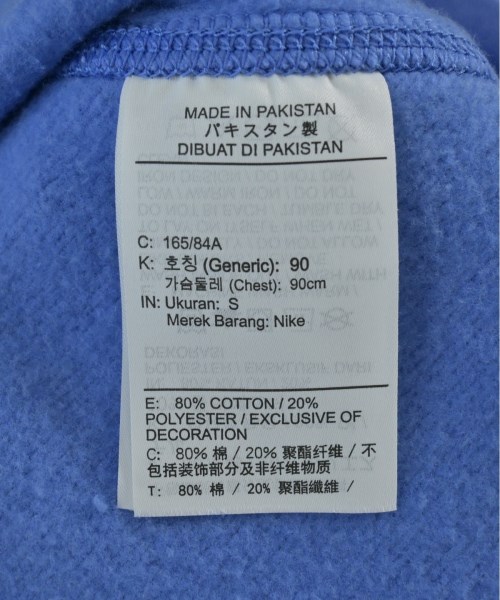 MADE IN PAKISTAN
パキスタン製
DIBUAT DI PAKISTAN
C: 165/84A
K: 호칭 (Generic): 90
가슴둘레 (Chest): 90cm
IN: Ukuran: S
Merek Barang: Nike
E: 80% COTTON / 20%
POLYESTER / EXCLUSIVE OF
DECORATION
C: 80% 棉 / 20% 聚酯纤维 / 不
包括装饰部分及非纤维物质
T: 80% 棉 / 20% 聚酯纖維 /